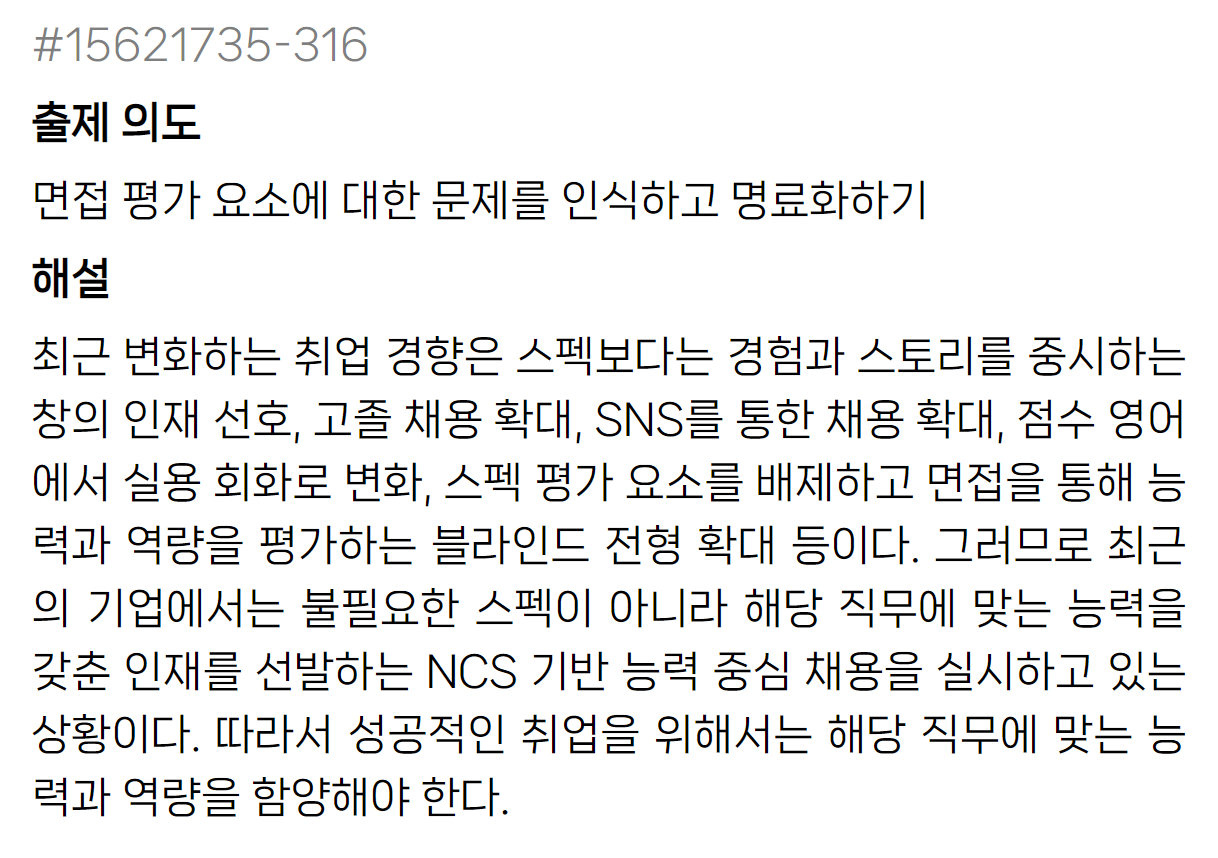 #15621735-316
출제 의도
면접 평가 요소에 대한 문제를 인식하고 명료화하기
해설
최근 변화하는 취업 경향은 스펙보다는 경험과 스토리를 중시하는
창의 인재 선호, 고졸 채용 확대, SNS를 통한 채용 확대, 점수 영어
에서 실용 회화로 변화, 스펙 평가 요소를 배제하고 면접을 통해 능
력과 역량을 평가하는 블라인드 전형 확대 등이다. 그러므로 최근
의 기업에서는 불필요한 스펙이 아니라 해당 직무에 맞는 능력을
갖춘 인재를 선발하는 NCS 기반 능력 중심 채용을 실시하고 있는
상황이다. 따라서 성공적인 취업을 위해서는 해당 직무에 맞는 능
력과 역량을 함양해야 한다.